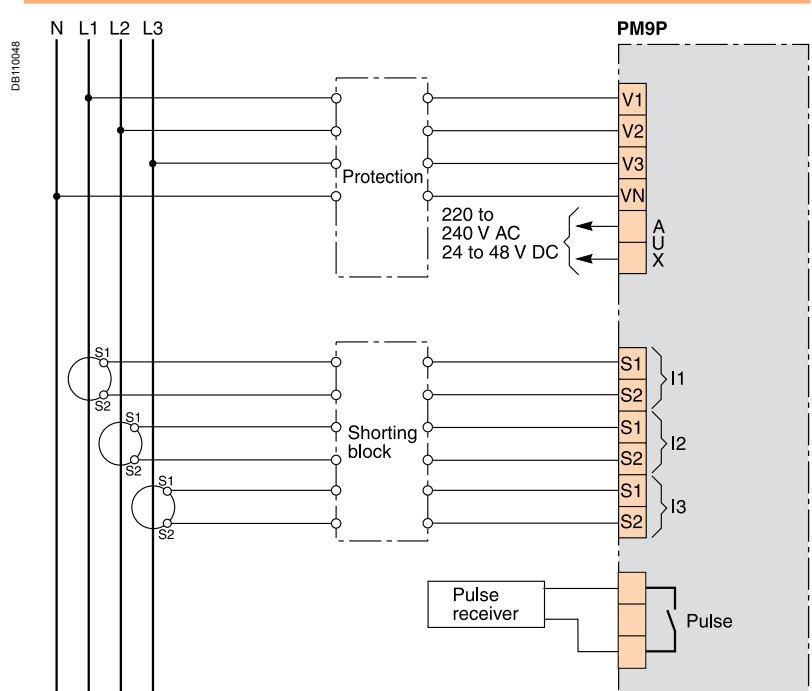 N L1 L2 L3
PM9P
DB110048
V1
V2
V3
VN
Protection
220 to
240 V AC
24 to 48 V DC
A
U
X
S1
S2
S1
S2
S1
S2
Shorting
block
S1
S2
I1
S1
S2
I2
S1
S2
I3
Pulse
receiver
Pulse